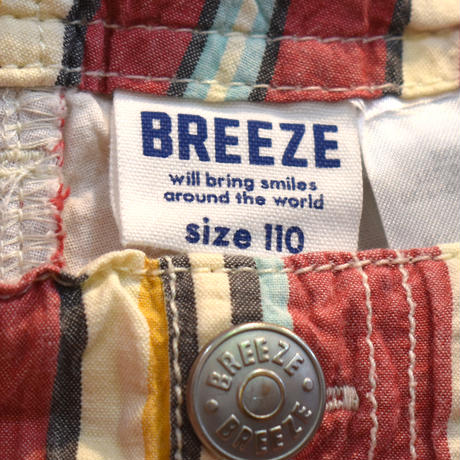 BREEZE
will bring smiles
around the world
size 110
BREEZE
BREEZE